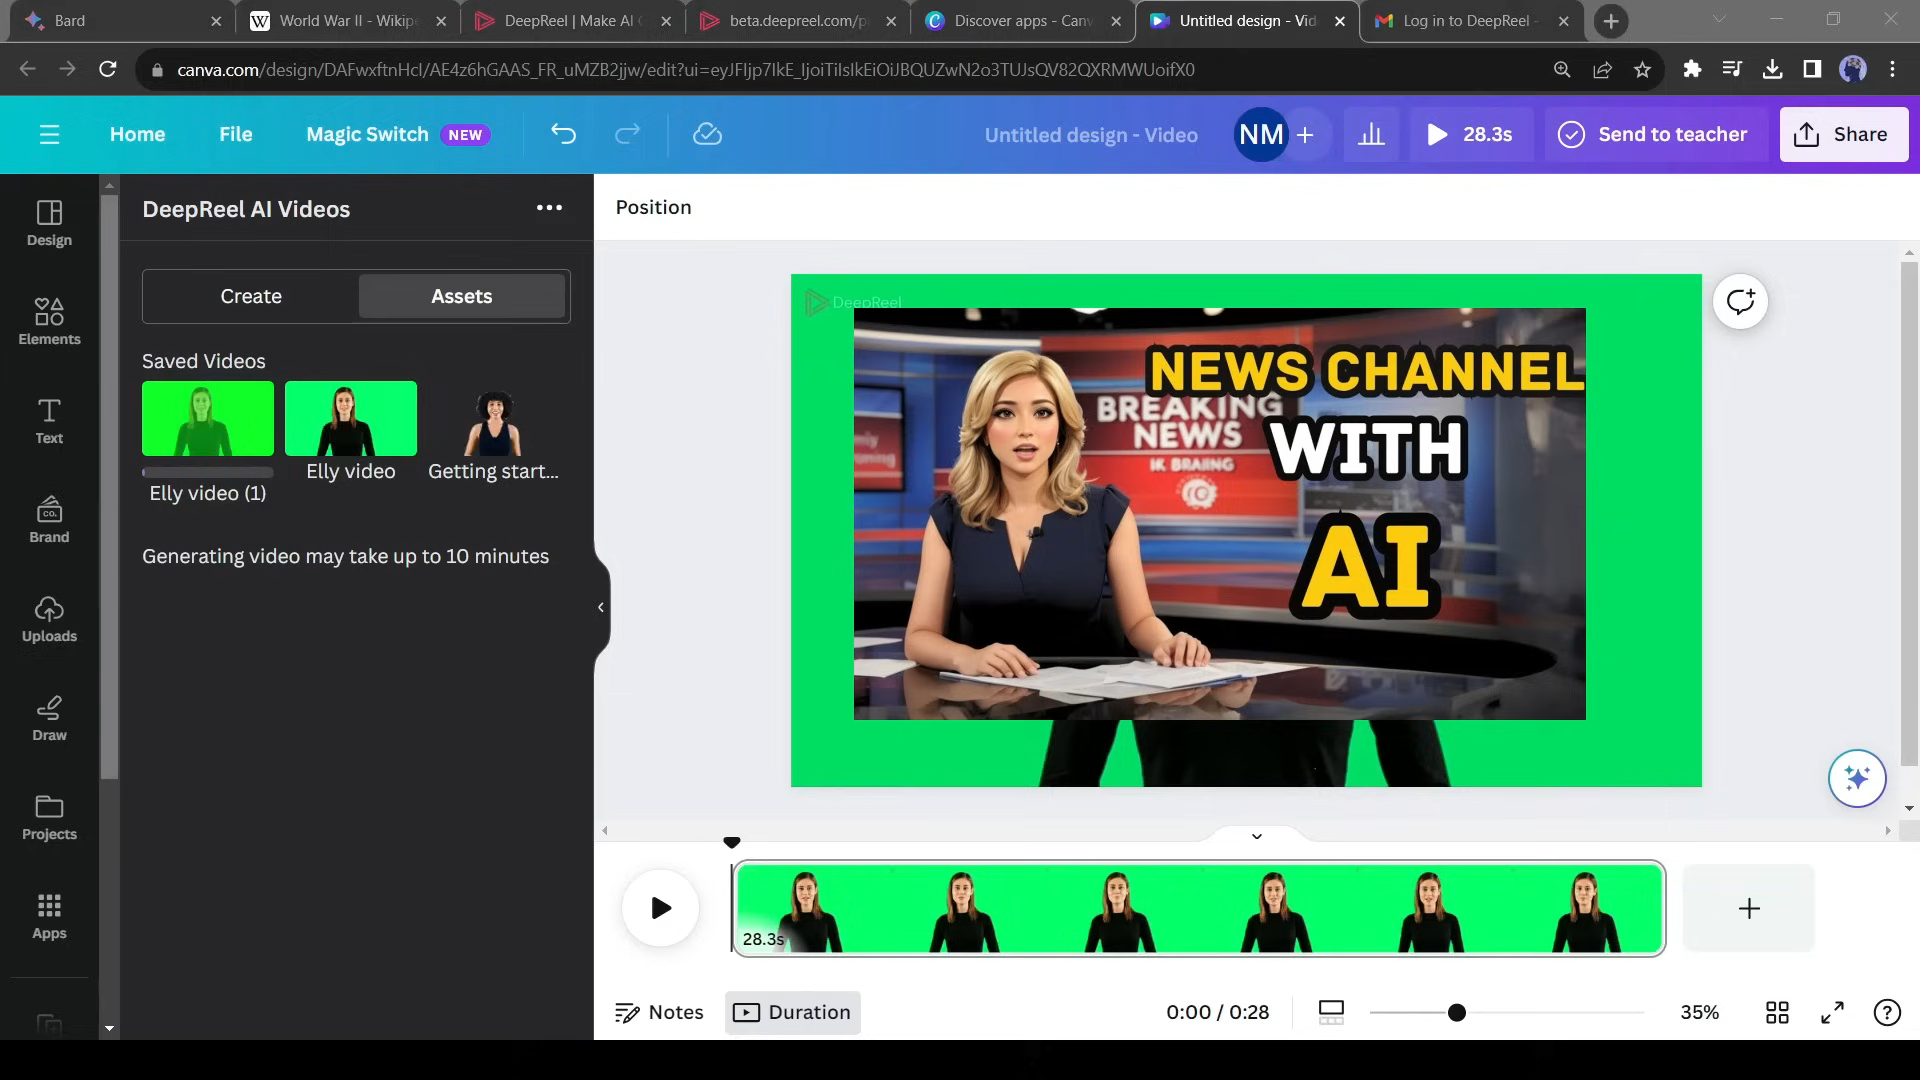 Bard
World War II - Wikipe
DeepReel | Make AI
beta.deepreel.com/p
Discover apps - Canv
Untitled design - Vid
Log in to DeepReel -
canva.com/design/DAFwxftnHcI/AE4z6hGAAS_FR_uMZB2jjw/edit?ui=eyJFIjp7IkE_IjoiTiIsIkEiOiJBQUZwN2o3TUJsQV82QXRMWUoifX0
Home
File
Magic Switch NEW
Untitled design - Video
NM
28.3s
Send to teacher
Share
Design
Elements
Text
Brand
co.
Uploads
Draw
Projects
Apps
DeepReel AI Videos
Create
Assets
Saved Videos
Elly video (1)
Elly video
Getting start...
Generating video may take up to 10 minutes
Position
DeepReel
NEWS CHANNEL
WITH
AI
BREAKING
NEWS
28.3s
Notes
Duration
0:00 / 0:28
35%